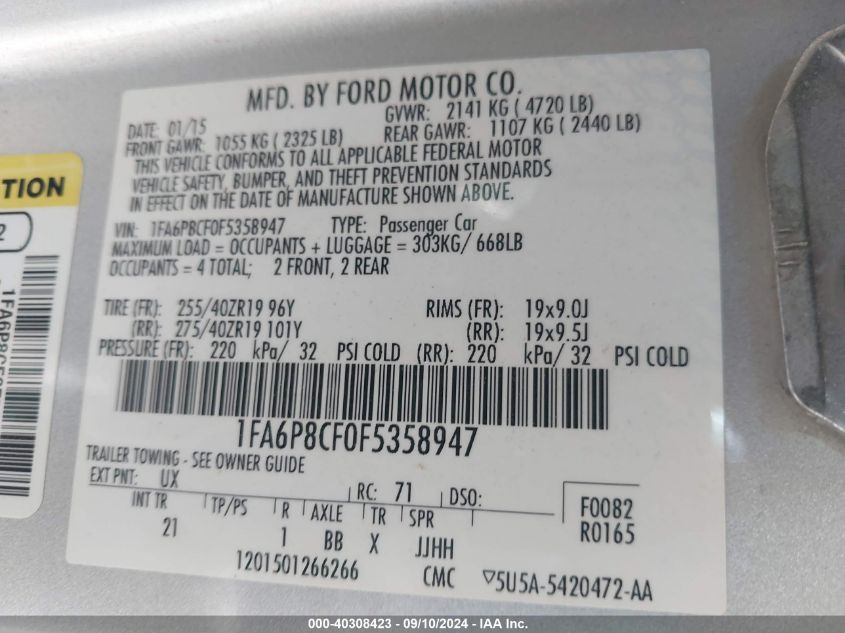 MFD. BY FORD MOTOR CO.
DATE: 01/15 GVWR: 2141 KG ( 4720 LB)
FRONT GAWR: 1055 KG ( 2325 LB) REAR GAWR: 1107 KG ( 2440 LB)
THIS VEHICLE CONFORMS TO ALL APPLICABLE FEDERAL MOTOR
VEHICLE SAFETY, BUMPER, AND THEFT PREVENTION STANDARDS
IN EFFECT ON THE DATE OF MANUFACTURE SHOWN ABOVE.
VIN: 1FA6P8CF0F5358947 TYPE: Passenger Car
MAXIMUM LOAD = OCCUPANTS + LUGGAGE = 303KG/ 668LB
OCCUPANTS = 4 TOTAL; 2 FRONT, 2 REAR
TIRE (FR): 255/40ZR19 96Y RIMS (FR): 19x9.0J
(RR): 275/40ZR19 101Y (RR): 19x9.5J
PRESSURE (FR): 220 kPa/ 32 PSI COLD (RR): 220 kPa/ 32 PSI COLD
1FA6P8CF0F5358947
TRAILER TOWING - SEE OWNER GUIDE
EXT PNT: UX RC: 71 DSO:
INT TR TP/PS R AXLE TR SPR F0082
21 1 BB X JJHH R0165
1201501266266 CMC ▽5U5A-5420472-AA
TION
2
000-40308423 - 09/10/2024 - IAAI.com